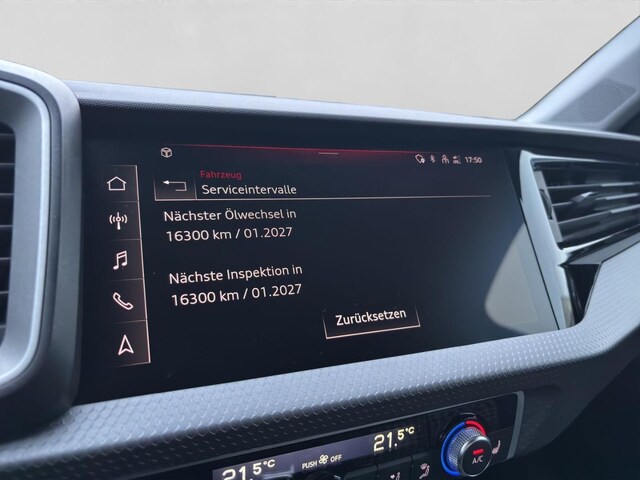 17:50
Fahrzeug
Serviceintervalle
Nächster Ölwechsel in
16300 km / 01.2027
Nächste Inspektion in
16300 km / 01.2027
Zurücksetzen
21.5°C
PUSH OFF
21.5°C
A/C